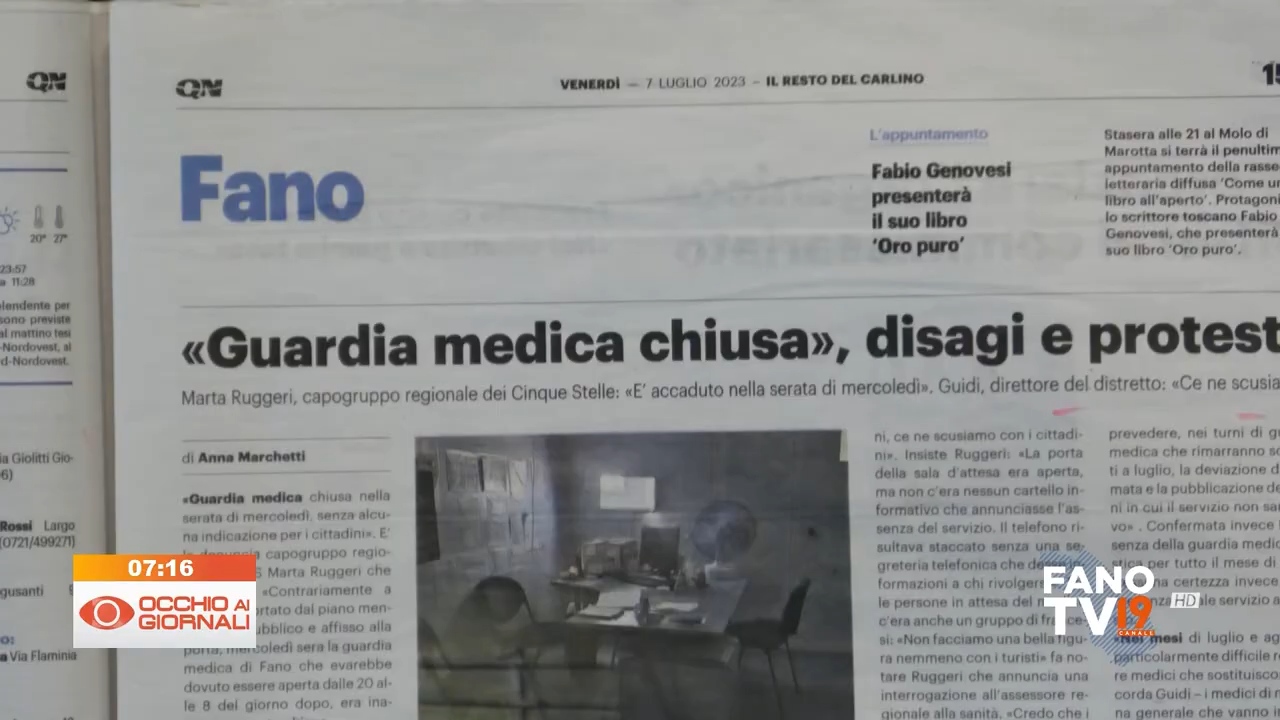 QN
20° 27°
23:57
11:28
lendente per
sono previste
al mattino tesi
-Nordovest, al
d-Nordovest.
ia Giolitti Gio-
6)
Rossi Largo
(0721/499271)
gusanti
a Via Flaminia
QN
VENERDÌ — 7 LUGLIO 2023 – IL RESTO DEL CARLINO
Fano
L'appuntamento
Fabio Genovesi
presenterà
il suo libro
'Oro puro'
Stasera alle 21 al Molo di
Marotta si terrà il penultim
appuntamento della rasse
letteraria diffusa 'Come un
libro all'aperto'. Protagoni
lo scrittore toscano Fabio
Genovesi, che presenterà
suo libro 'Oro puro'.
«Guardia medica chiusa», disagi e protest
Marta Ruggeri, capogruppo regionale dei Cinque Stelle: «E' accaduto nella serata di mercoledì». Guidi, direttore del distretto: «Ce ne scusia
di Anna Marchetti
«Guardia medica chiusa nella
serata di mercoledì, senza alcu-
na indicazione per i cittadini». E'
la denuncia capogruppo regio-
Marta Ruggeri che
«Contrariamente a
ortato dal piano men-
ubblico e affisso alla
porta, mercoledì sera la guardia
medica di Fano che evarebbe
dovuto essere aperta dalle 20 al-
le 8 del giorno dopo, era ina-
ni, ce ne scusiamo con i cittadi-
ni». Insiste Ruggeri: «La porta
della sala d'attesa era aperta,
ma non c'era nessun cartello in-
formativo che annunciasse l'as-
senza del servizio. Il telefono ri-
sultava staccato senza una se-
greteria telefonica che
formazioni a chi rivolger
le persone in attesa del
c'era anche un gruppo di france-
si: «Non facciamo una bella figu-
ra nemmeno con i turisti» fa no-
tare Ruggeri che annuncia una
interrogazione all'assessore re-
gionale alla sanità. «Credo che i
prevedere, nei turni di gu
medica che rimarranno sc
ti a luglio, la deviazione d
mata e la pubblicazione de
ni in cui il servizio non sa
vo» . Confermata invece
senza della guardia medic
stica per tutto il mese di
na certezza invece
ale servizio a
«Nei mesi di luglio e ag
particolarmente difficile r
re medici che sostituisco
corda Guidi – i medici di m
na generale che vanno in
07:16
OCCHIO AI
GIORNALI
FANO
TV19 HD
CANALE